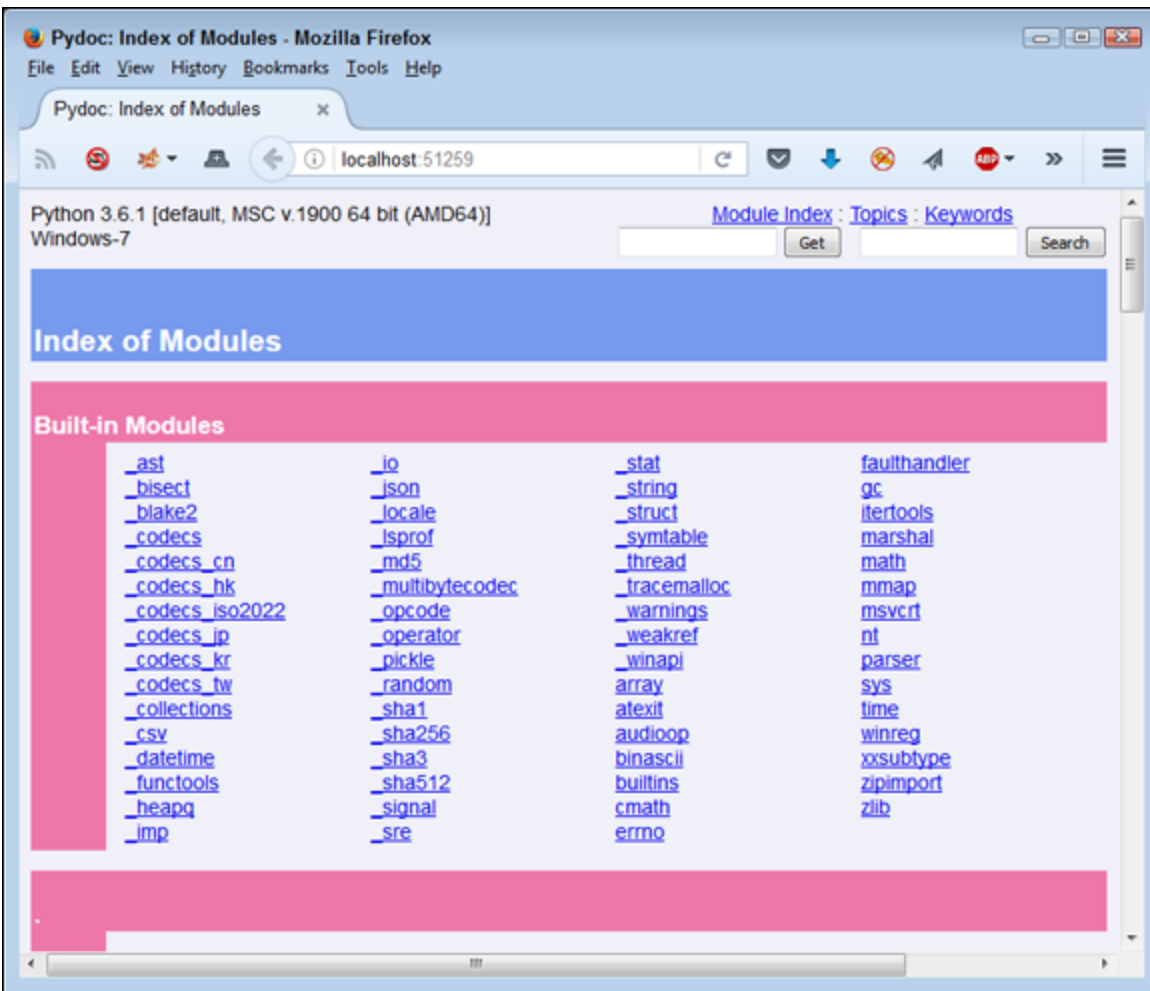 Pydoc: Index of Modules - Mozilla Firefox
File Edit View History Bookmarks Tools Help
Pydoc: Index of Modules
localhost:51259
ABP
Python 3.6.1 [default, MSC v.1900 64 bit (AMD64)]
Windows-7
Module Index : Topics : Keywords
Get Search
Index of Modules
Built-in Modules
_ast _io _stat faulthandler
_bisect _json _string gc
_blake2 _locale _struct itertools
_codecs _lsprof _symtable marshal
_codecs_cn _md5 _thread math
_codecs_hk _multibytecodec _tracemalloc mmap
_codecs_iso2022 _opcode _warnings msvcrt
_codecs_jp _operator _weakref nt
_codecs_kr _pickle _winapi parser
_codecs_tw _random array sys
_collections _sha1 atexit time
_csv _sha256 audioop winreg
_datetime _sha3 binascii xxsubtype
_functools _sha512 builtins zipimport
_heapq _signal cmath zlib
_imp _sre errno
.